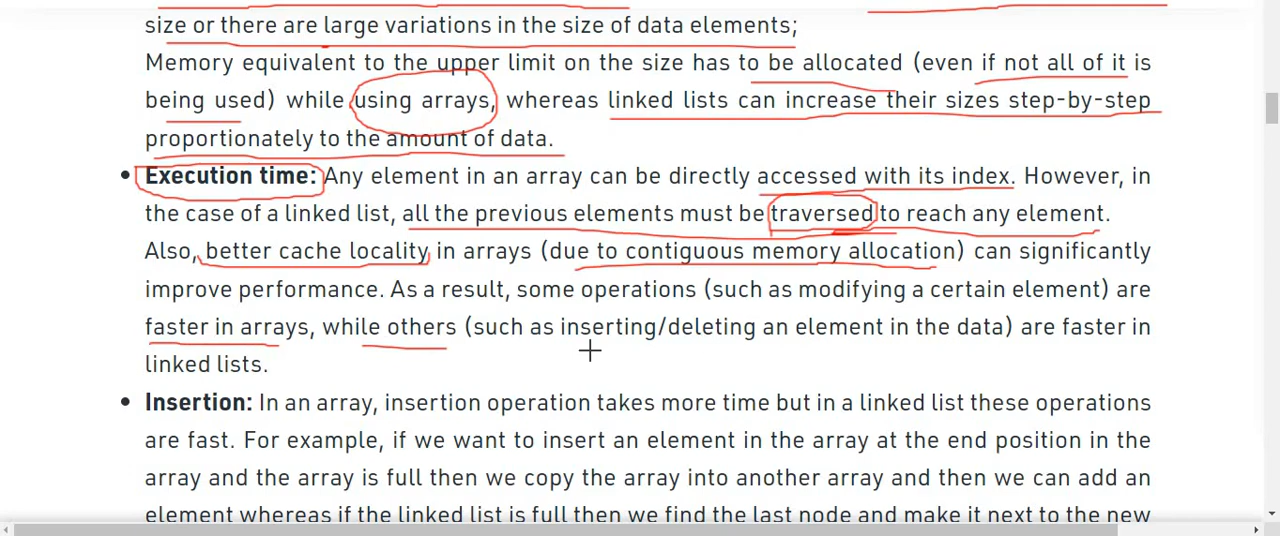 size or there are large variations in the size of data elements;
Memory equivalent to the upper limit on the size has to be allocated (even if not all of it is
being used) while using arrays, whereas linked lists can increase their sizes step-by-step
proportionately to the amount of data.
• Execution time: Any element in an array can be directly accessed with its index. However, in
the case of a linked list, all the previous elements must be traversed to reach any element.
Also, better cache locality in arrays (due to contiguous memory allocation) can significantly
improve performance. As a result, some operations (such as modifying a certain element) are
faster in arrays, while others (such as inserting/deleting an element in the data) are faster in
linked lists.
• Insertion: In an array, insertion operation takes more time but in a linked list these operations
are fast. For example, if we want to insert an element in the array at the end position in the
array and the array is full then we copy the array into another array and then we can add an
element whereas if the linked list is full then we find the last node and make it next to the new